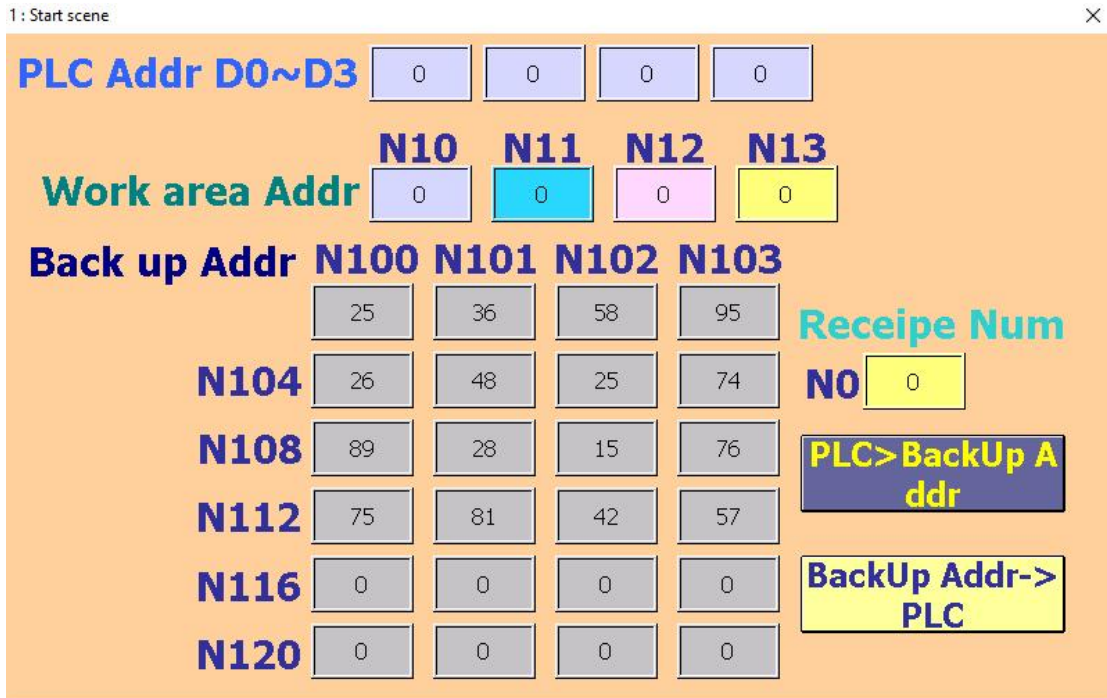 1 : Start scene
PLC Addr D0~D3 0 0 0 0
N10 N11 N12 N13
Work area Addr 0 0 0 0
Back up Addr N100 N101 N102 N103
25 36 58 95
Receipe Num
N104 26 48 25 74
N0 0
N108 89 28 15 76
PLC>BackUp A
ddr
N112 75 81 42 57
N116 0 0 0 0
BackUp Addr->
PLC
N120 0 0 0 0